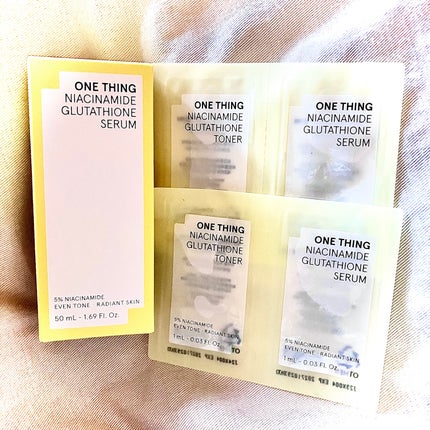 ONE THING
NIACINAMIDE
GLUTATHIONE
SERUM
5% NIACINAMIDE
EVEN TONE · RADIANT SKIN
50 mL - 1.69 Fl. Oz.
ONE THING
NIACINAMIDE
GLUTATHIONE
TONER
ONE THING
NIACINAMIDE
GLUTATHIONE
SERUM
ONE THING
NIACINAMIDE
GLUTATHIONE
TONER
5% NIACINAMIDE
EVEN TONE · RADIANT SKIN
1 mL - 0.03 Fl. Oz.
ONE THING
NIACINAMIDE
GLUTATHIONE
SERUM
5% NIACINAMIDE
EVEN TONE · RADIANT SKIN
1 mL - 0.03 Fl. Oz.